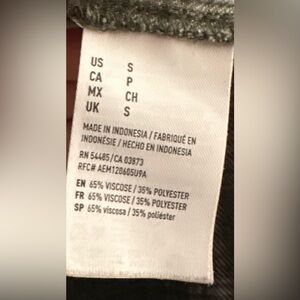 US S
CA P
MX CH
UK S
MADE IN INDONESIA / FABRIQUÉ EN
INDONÉSIE / HECHO EN INDONESIA
RN 54485/CA 03873
RFC# AEM120605U9A
EN 65% VISCOSE / 35% POLYESTER
FR 65% VISCOSE / 35% POLYESTER
SP 65% viscosa / 35% poliéster